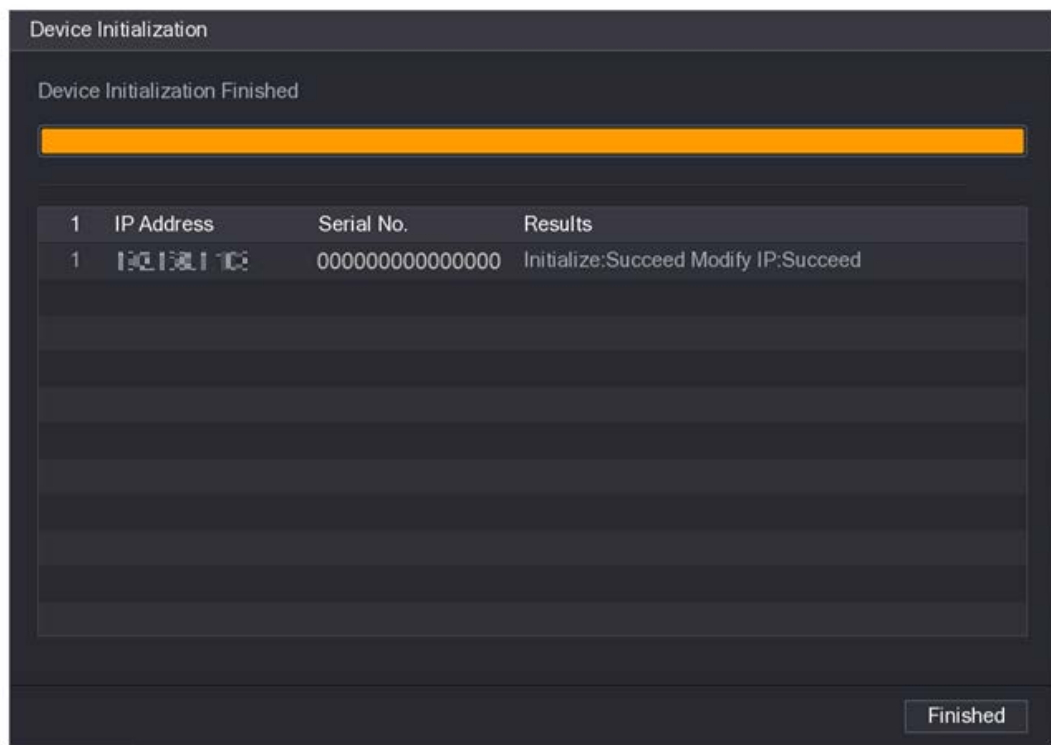 Device Initialization
Device Initialization Finished
1 IP Address Serial No. Results
1 000000000000000 Initialize:Succeed Modify IP:Succeed
Finished